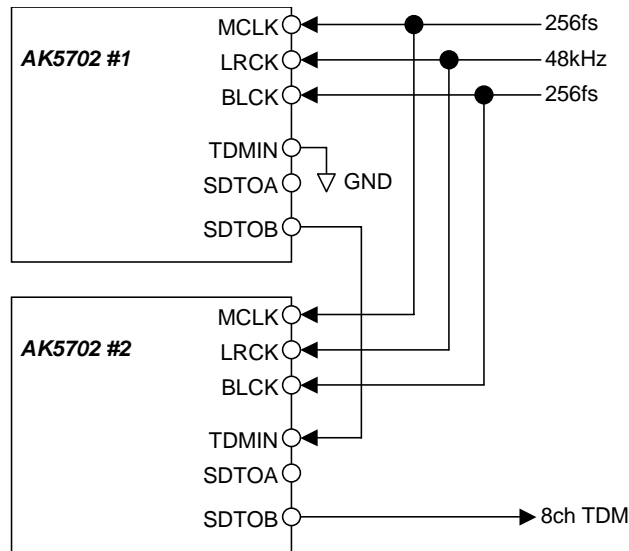 MCLK 256fs
AK5702 #1
LRCK 48kHz
BLCK 256fs
TDMIN
SDTOA GND
SDTOB
MCLK
AK5702 #2
LRCK
BLCK
TDMIN
SDTOA
SDTOB 8ch TDM